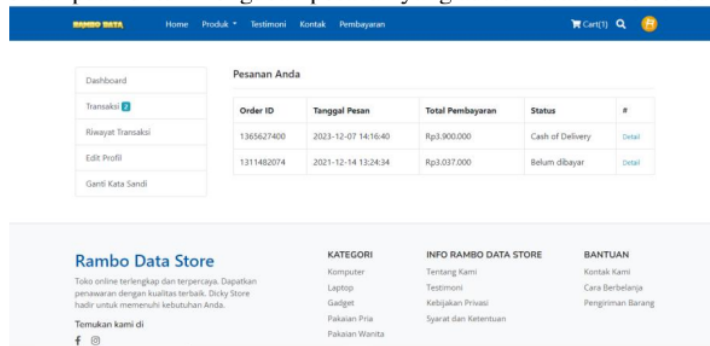 RAMBO DATA Home Produk Testimoni Kontak Pembayaran Cart(1)
Dashboard
Transaksi 2
Riwayat Transaksi
Edit Profil
Ganti Kata Sandi
Pesanan Anda
Order ID Tanggal Pesan Total Pembayaran Status #
1365627400 2023-12-07 14:16:40 Rp3.900.000 Cash of Delivery Detail
1311482074 2021-12-14 13:24:34 Rp3.037.000 Belum dibayar Detail
Rambo Data Store
Toko online terlengkap dan terpercaya. Dapatkan
penawaran dengan kualitas terbaik. Dicky Store
hadir untuk memenuhi kebutuhan Anda.
Temukan kami di
KATEGORI
Komputer
Laptop
Gadget
Pakaian Pria
Pakaian Wanita
INFO RAMBO DATA STORE
Tentang Kami
Testimoni
Kebijakan Privasi
Syarat dan Ketentuan
BANTUAN
Kontak Kami
Cara Berbelanja
Pengiriman Barang